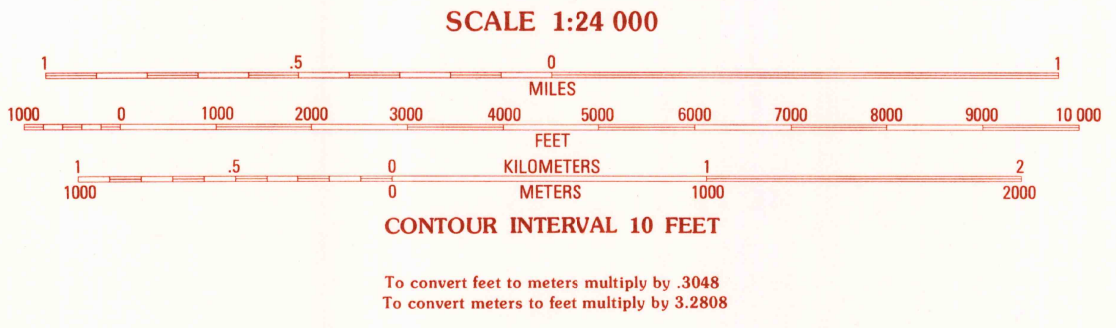 SCALE 1:24 000
1 .5 0 1
MILES
1000 0 1000 2000 3000 4000 5000 6000 7000 8000 9000 10 000
FEET
1 .5 0 KILOMETERS 1 2
1000 0 METERS 1000 2000
CONTOUR INTERVAL 10 FEET
To convert feet to meters multiply by .3048
To convert meters to feet multiply by 3.2808